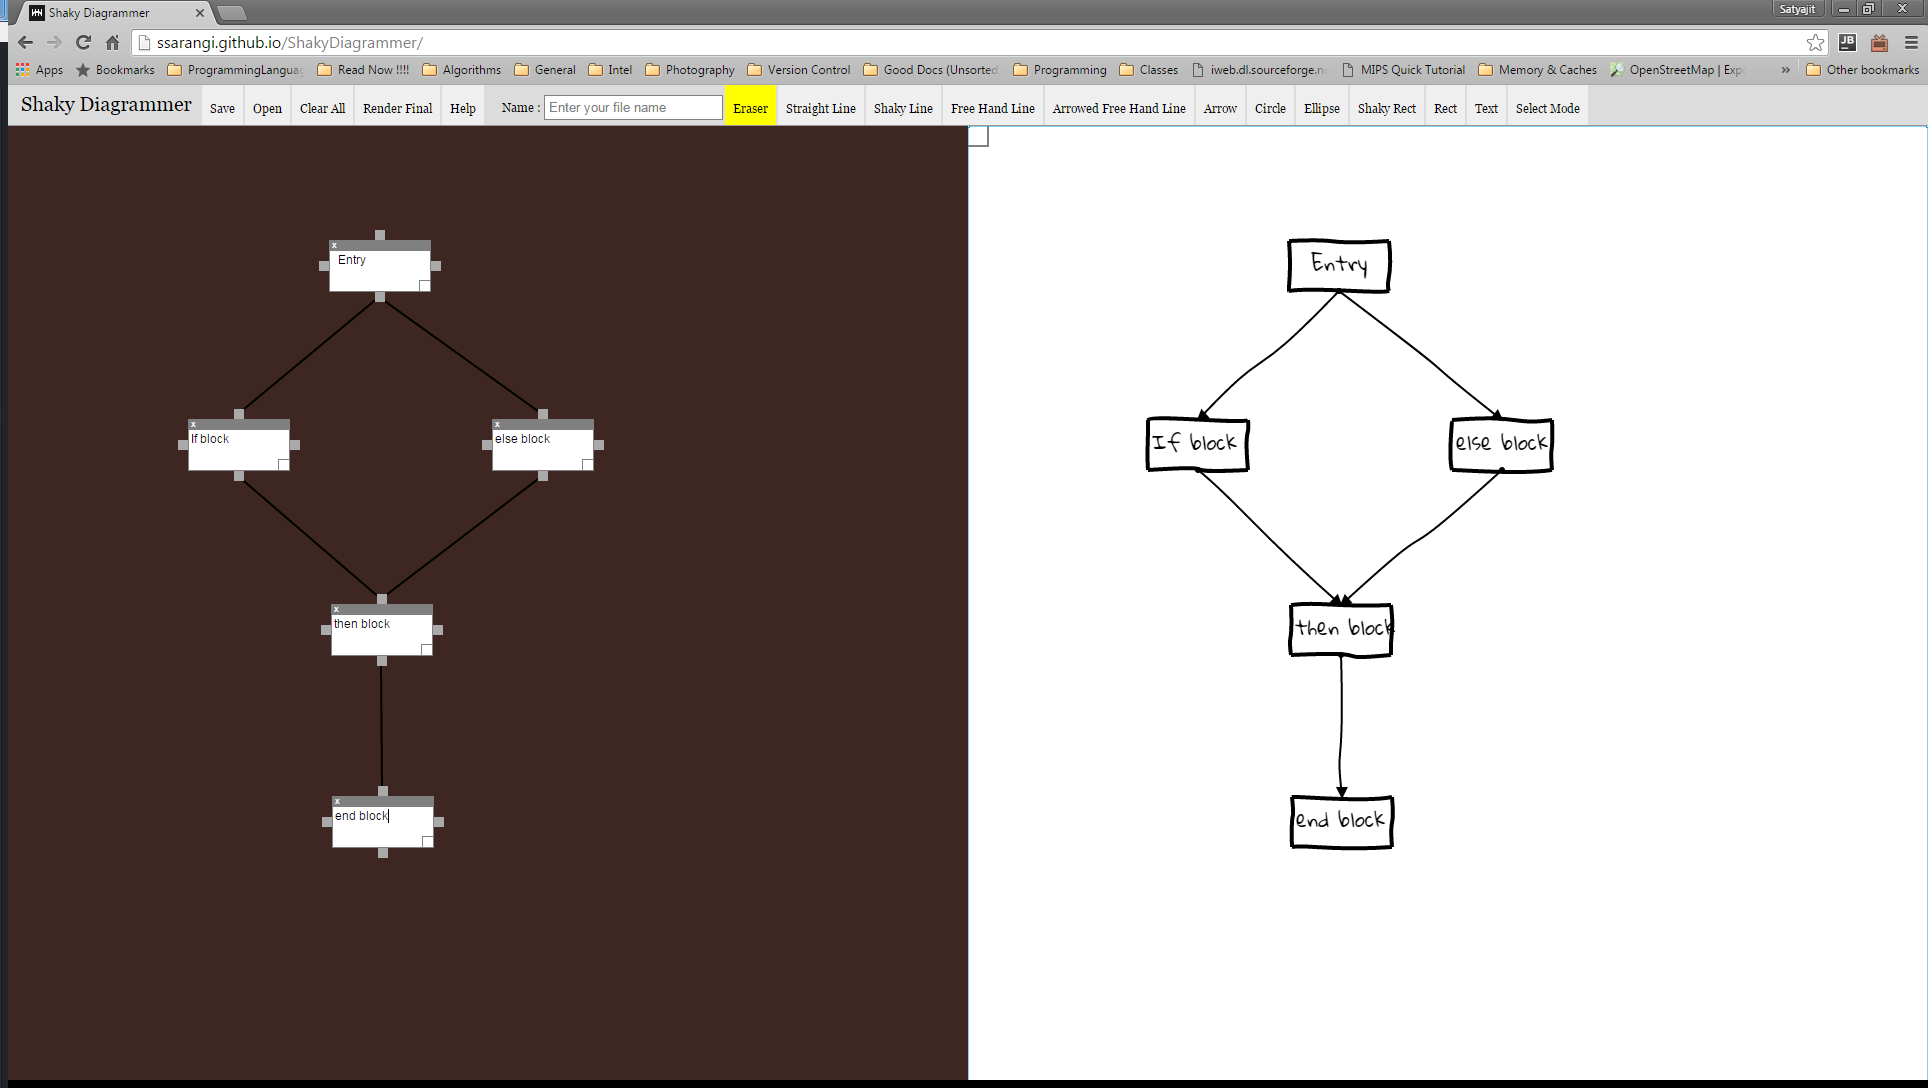 Shaky Diagrammer
Satyajit
ssarangi.github.io/ShakyDiagrammer/
JB
Apps Bookmarks ProgrammingLangua Read Now !!!! Algorithms General Intel Photography Version Control Good Docs (Unsorted Programming Classes iweb.dl.sourceforge.n MIPS Quick Tutorial Memory & Caches OpenStreetMap | Exp » Other bookmarks
Shaky Diagrammer Save Open Clear All Render Final Help Name : Enter your file name Eraser Straight Line Shaky Line Free Hand Line Arrowed Free Hand Line Arrow Circle Ellipse Shaky Rect Rect Text Select Mode
x
Entry
x
If block
x
else block
x
then block
x
end block
Entry
If block
else block
then block
end block